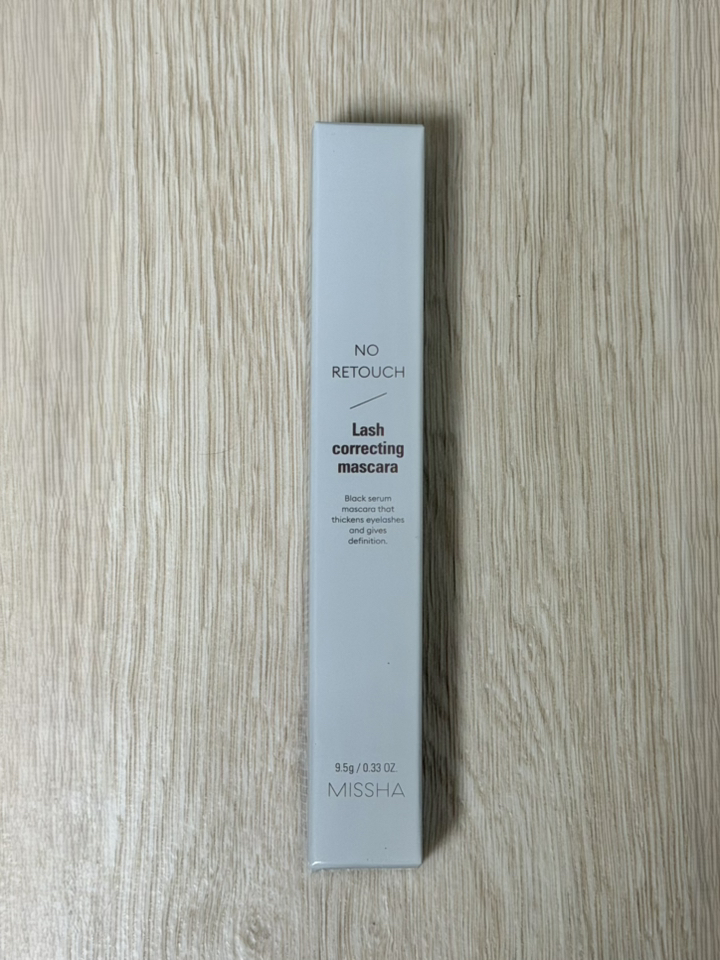 NO
RETOUCH
Lash
correcting
mascara
Black serum
mascara that
thickens eyelashes
and gives
definition.
9.5g / 0.33 OZ.
MISSHA